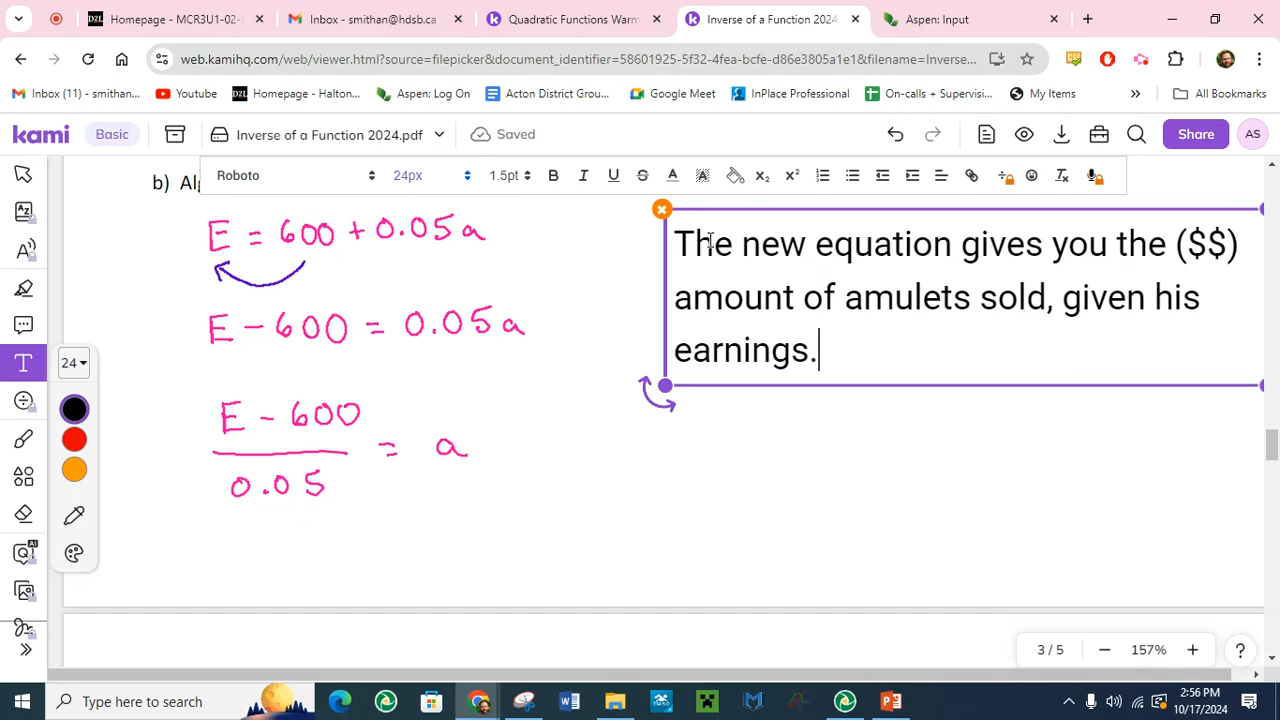 Homepage - MCR3U1-02-
Inbox - smithan@hdsb.ca -
Quadratic Functions Warm
Inverse of a Function 2024.
Aspen: Input
web.kamihq.com/web/viewer.html?source=filepicker&document_identifier=58601925-5f32-4fea-bcfe-d86e3805a1e1&filename=Inverse...
Inbox (11) - smithan...
Youtube
Homepage - Halton...
Aspen: Log On
Acton District Grou...
Google Meet
InPlace Professional
On-calls + Supervisi...
My Items
All Bookmarks
kami
Basic
Inverse of a Function 2024.pdf
Saved
Share
AS
Roboto
24px
1.5pt
B I U S A
x₂ x²
b)
E = 600 + 0.05a
The new equation gives you the ($$)
amount of amulets sold, given his
earnings.
E - 600 = 0.05a
E - 600
= a
0.05
24
3 / 5
157%
Type here to search
2:56 PM
10/17/2024